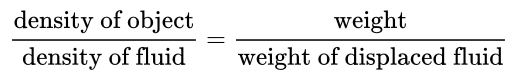 density of object / density of fluid = weight / weight of displaced fluid